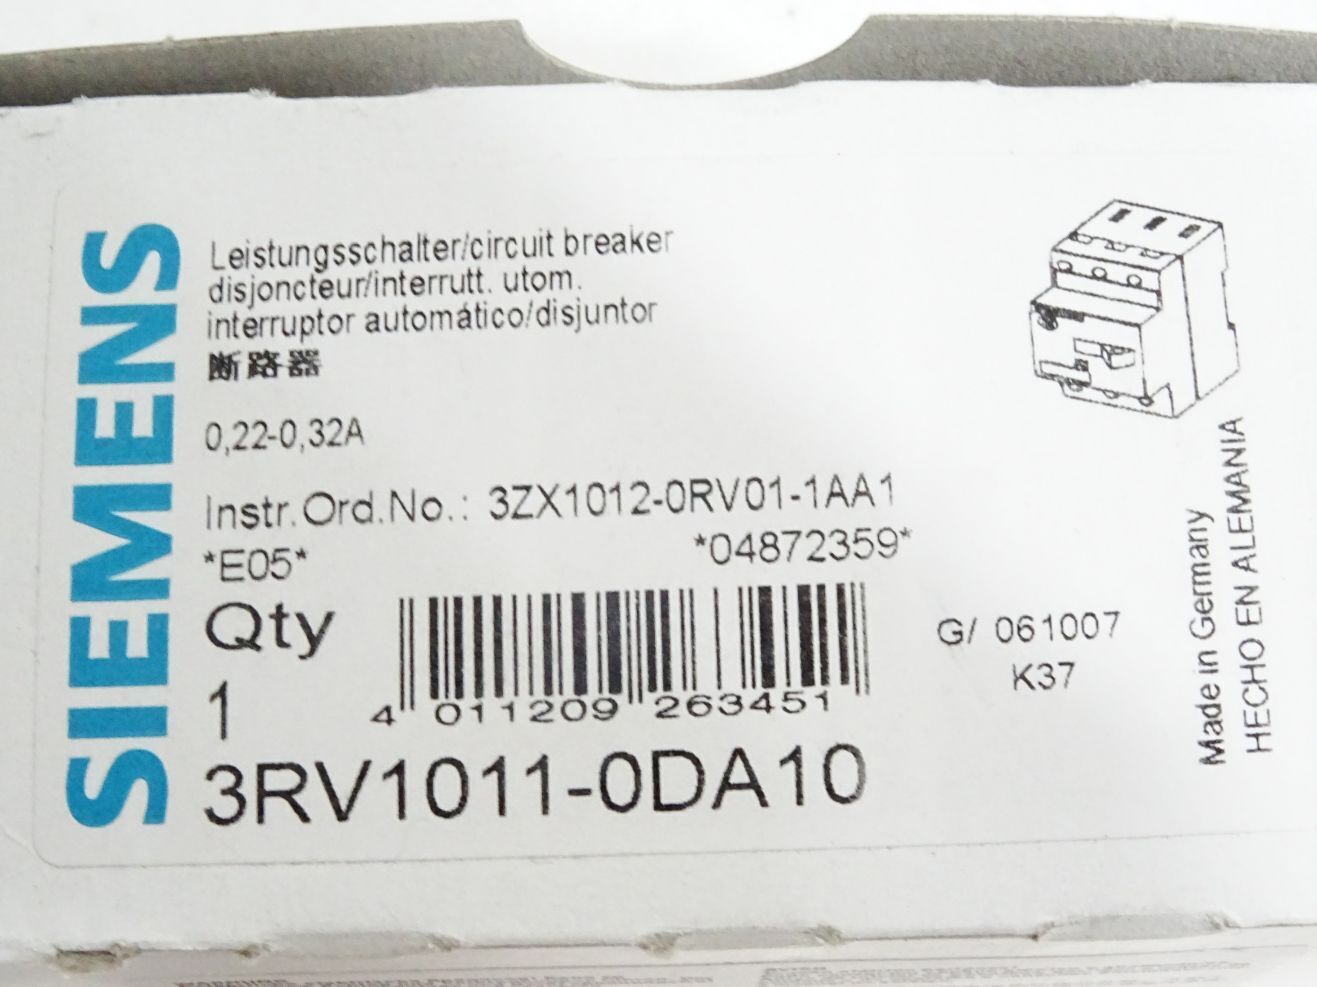 SIEMENS
Leistungsschalter/circuit breaker
disjoncteur/interrutt. utom.
interruptor automático/disjuntor
断路器
0,22-0,32A
Instr.Ord.No.: 3ZX1012-0RV01-1AA1
*E05* *04872359*
Qty
1
4 011209 263451
3RV1011-0DA10
G/ 061007
K37
Made in Germany
HECHO EN ALEMANIA